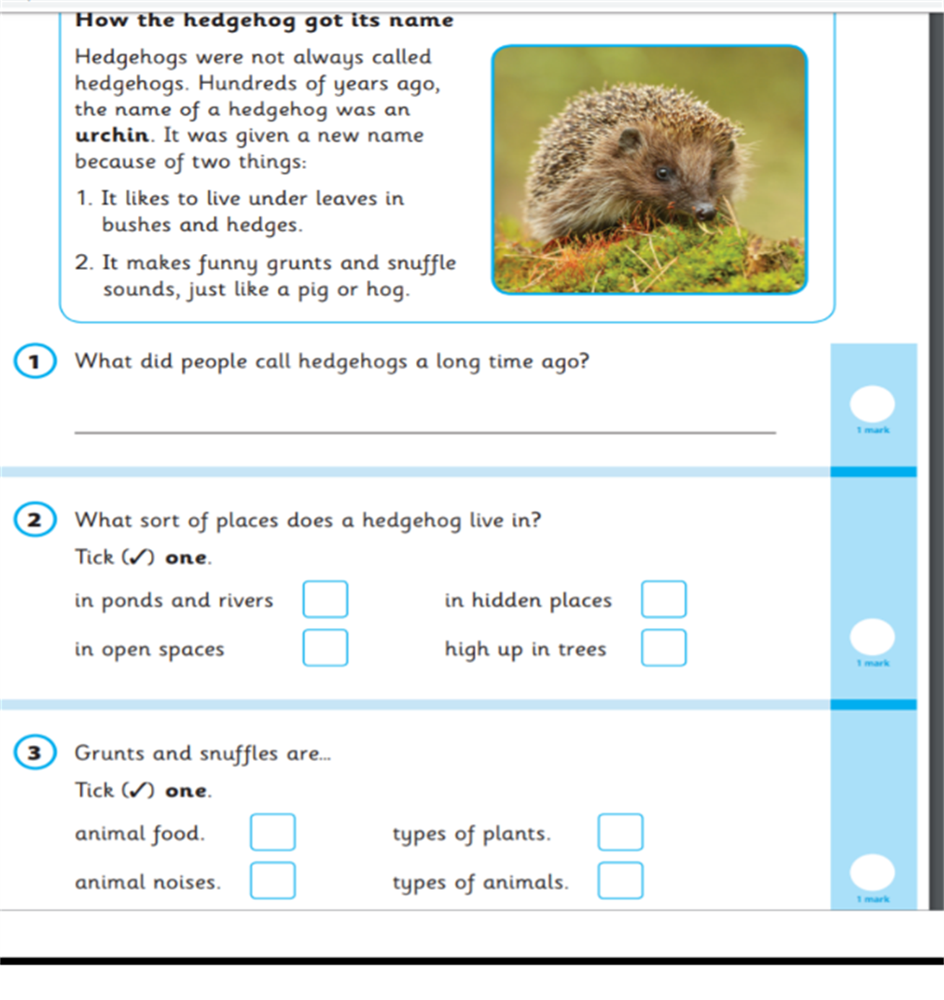 How the hedgehog got its name
Hedgehogs were not always called
hedgehogs. Hundreds of years ago,
the name of a hedgehog was an
urchin. It was given a new name
because of two things:
1. It likes to live under leaves in
bushes and hedges.
2. It makes funny grunts and snuffle
sounds, just like a pig or hog.
1 What did people call hedgehogs a long time ago?
1 mark
2 What sort of places does a hedgehog live in?
Tick (✓) one.
in ponds and rivers in hidden places
in open spaces high up in trees
1 mark
3 Grunts and snuffles are...
Tick (✓) one.
animal food. types of plants.
animal noises. types of animals.
1 mark